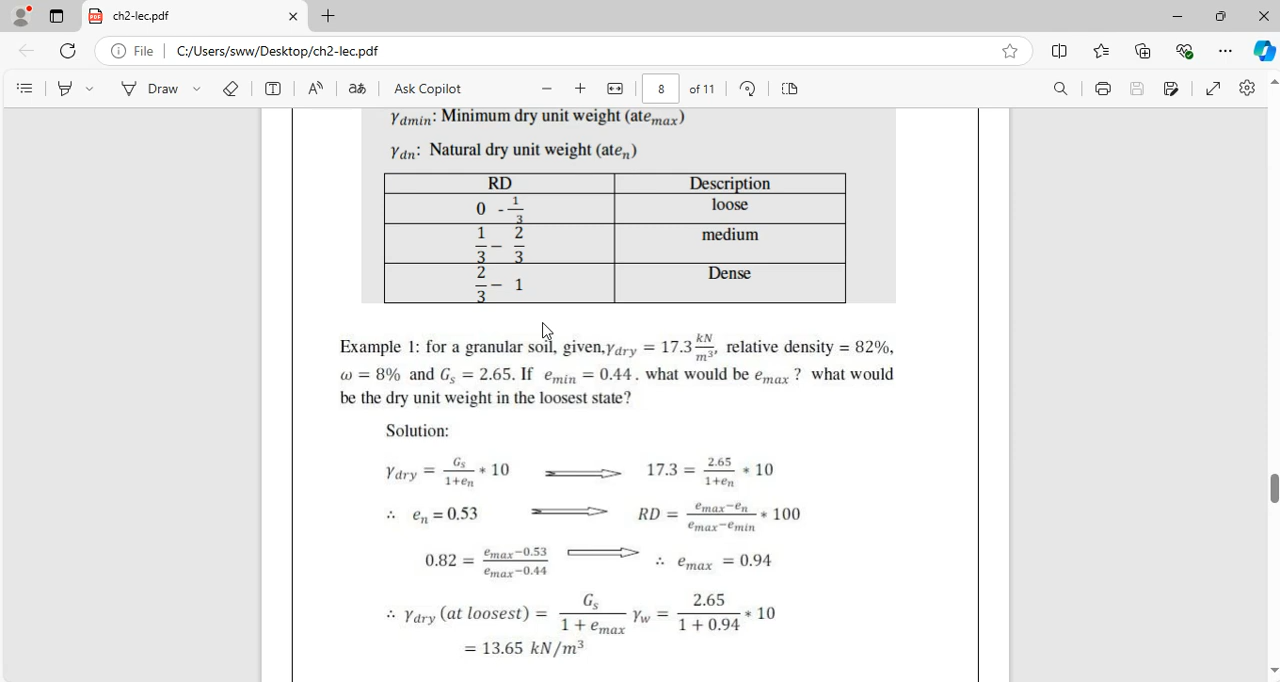 ch2-lec.pdf
File | C:/Users/sww/Desktop/ch2-lec.pdf
Draw aあ Ask Copilot 8 of 11
γdmin: Minimum dry unit weight (atemax)
γdn: Natural dry unit weight (aten)
RD Description
0 - 1/3 loose
1/3 – 2/3 medium
2/3 – 1 Dense
Example 1: for a granular soil, given,γdry = 17.3 kN/m³, relative density = 82%,
ω = 8% and Gs = 2.65. If emin = 0.44. what would be emax ? what would
be the dry unit weight in the loosest state?
Solution:
γdry = Gs/(1+en) * 10 ⟹ 17.3 = 2.65/(1+en) * 10
∴ en = 0.53 ⟹ RD = (emax−en)/(emax−emin) * 100
0.82 = (emax−0.53)/(emax−0.44) ⟹ ∴ emax = 0.94
∴ γdry (at loosest) = Gs/(1 + emax) γw = 2.65/(1 + 0.94) * 10
= 13.65 kN/m³